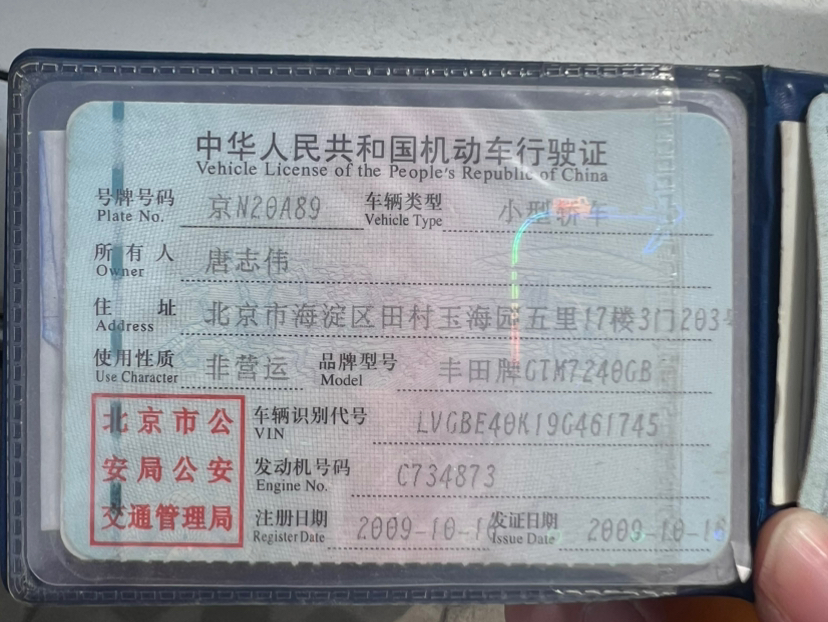 中华人民共和国机动车行驶证
Vehicle License of the People's Republic of China
号牌号码 京N20A89 车辆类型 小型轿车
Plate No. Vehicle Type
所有人 唐志伟
Owner
住址 北京市海淀区田村玉海园五里17楼3门203号
Address
使用性质 非营运 品牌型号 丰田牌GTM7240GB
Use Character Model
北京市公
安局公安
交通管理局
车辆识别代号 LVGBE40K19G461745
VIN
发动机号码 C734873
Engine No.
注册日期 2009-10-16 发证日期 2009-10-16
Register Date Issue Date